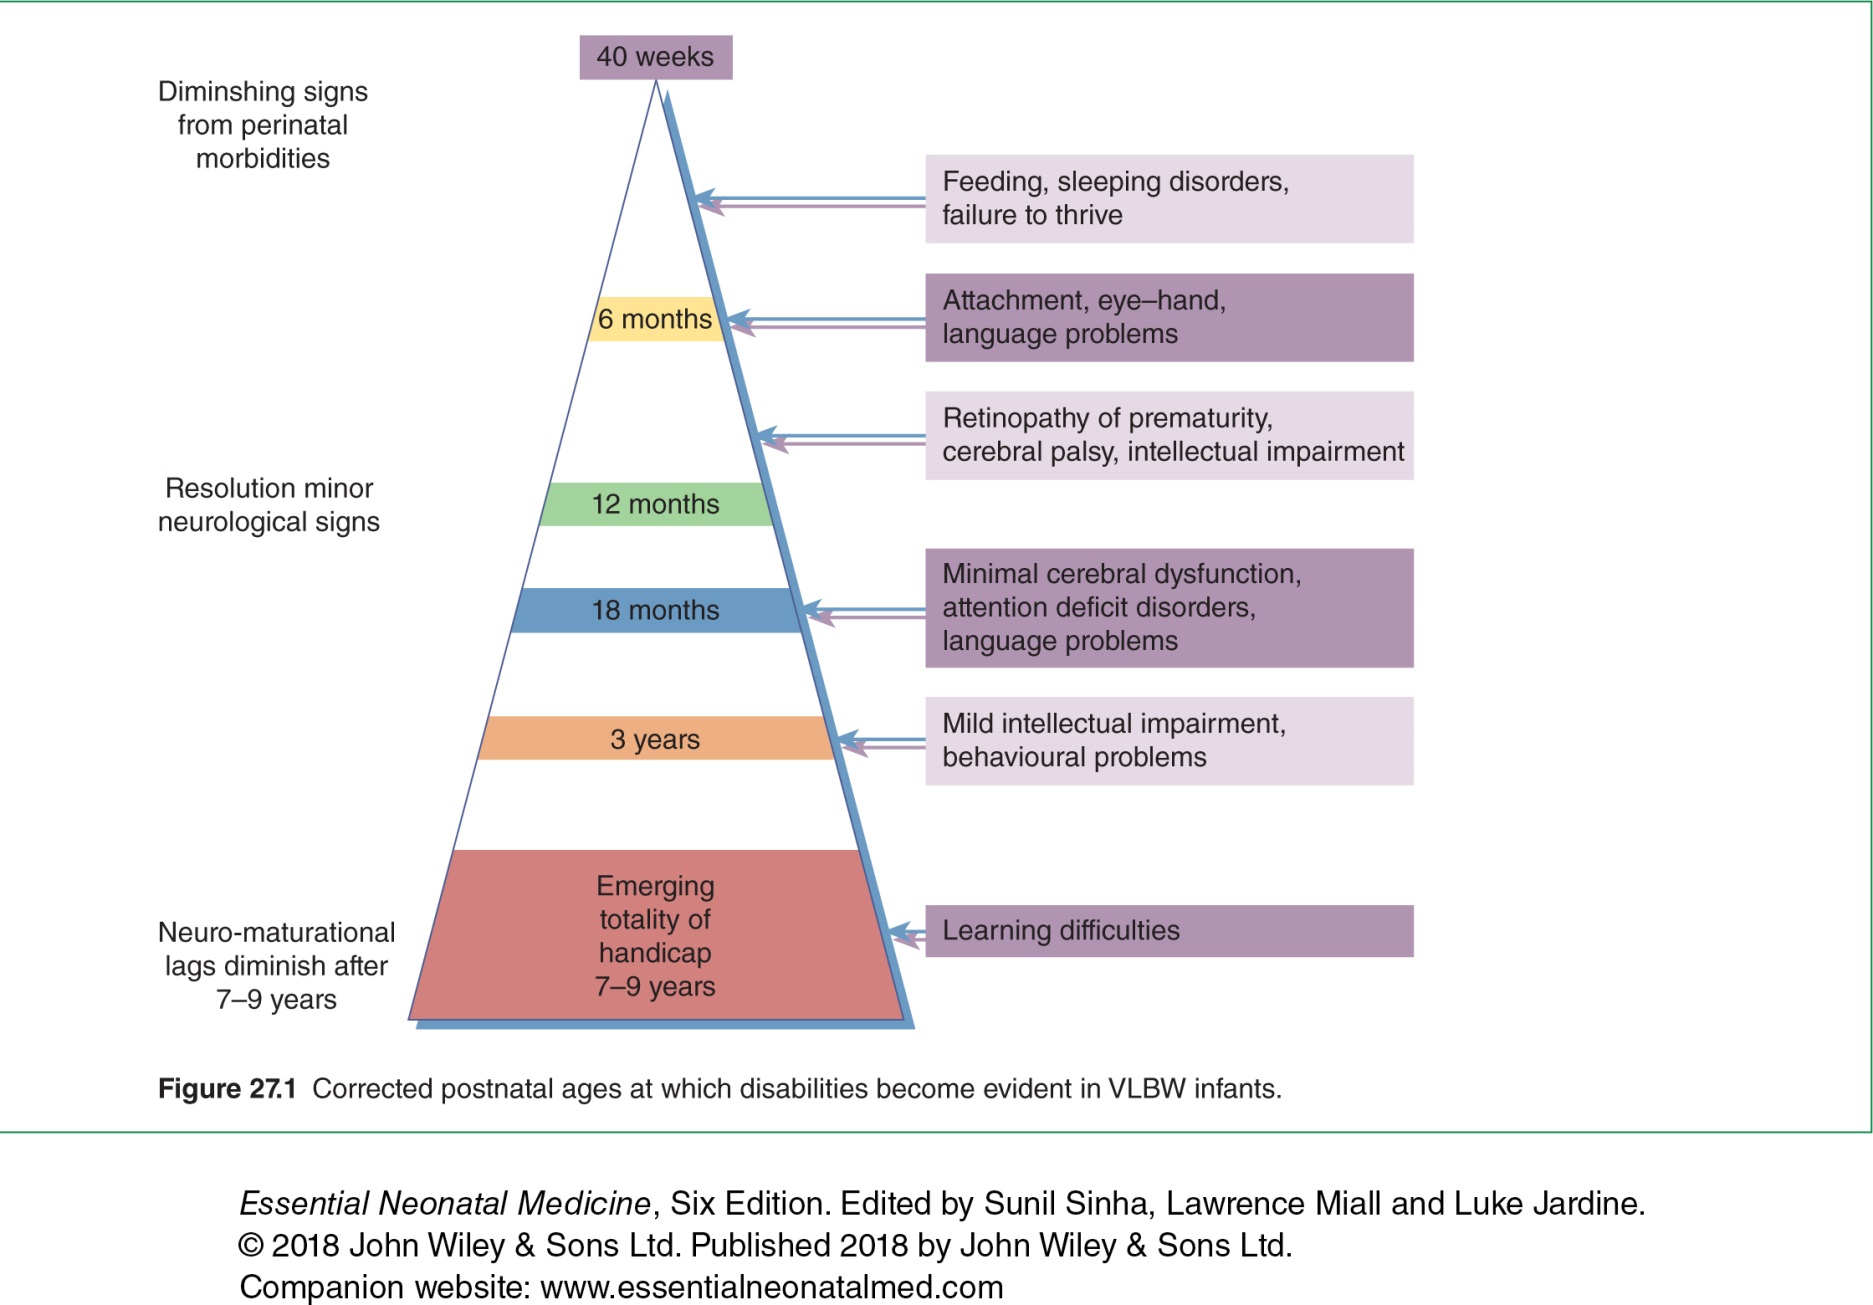 40 weeks
Diminshing signs
from perinatal
morbidities
Feeding, sleeping disorders,
failure to thrive
Attachment, eye–hand,
language problems
6 months
Retinopathy of prematurity,
cerebral palsy, intellectual impairment
Resolution minor
neurological signs
12 months
Minimal cerebral dysfunction,
attention deficit disorders,
language problems
18 months
Mild intellectual impairment,
behavioural problems
3 years
Emerging
totality of
handicap
7–9 years
Neuro-maturational
lags diminish after
7–9 years
Learning difficulties
Figure 27.1 Corrected postnatal ages at which disabilities become evident in VLBW infants.
Essential Neonatal Medicine, Six Edition. Edited by Sunil Sinha, Lawrence Miall and Luke Jardine.
© 2018 John Wiley & Sons Ltd. Published 2018 by John Wiley & Sons Ltd.
Companion website: www.essentialneonatalmed.com